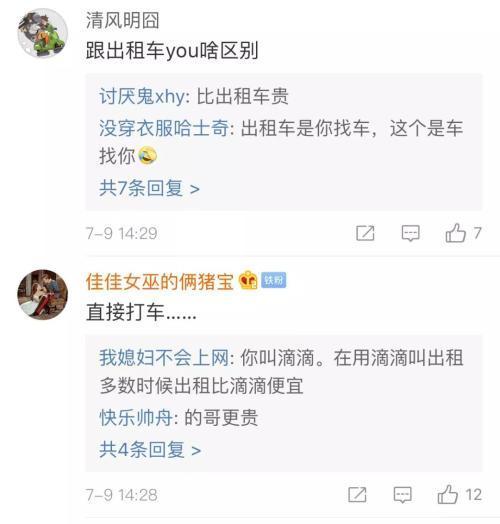 清风明囧
跟出租车you啥区别
讨厌鬼xhy: 比出租车贵
没穿衣服哈士奇: 出租车是你找车，这个是车
找你🤣
共7条回复 >
7-9 14:29
7
佳佳女巫的俩猪宝 铁粉
直接打车......
我媳妇不会上网: 你叫滴滴。在用滴滴叫出租
多数时候出租比滴滴便宜
快乐帅舟: 的哥更贵
共4条回复 >
7-9 14:28
12